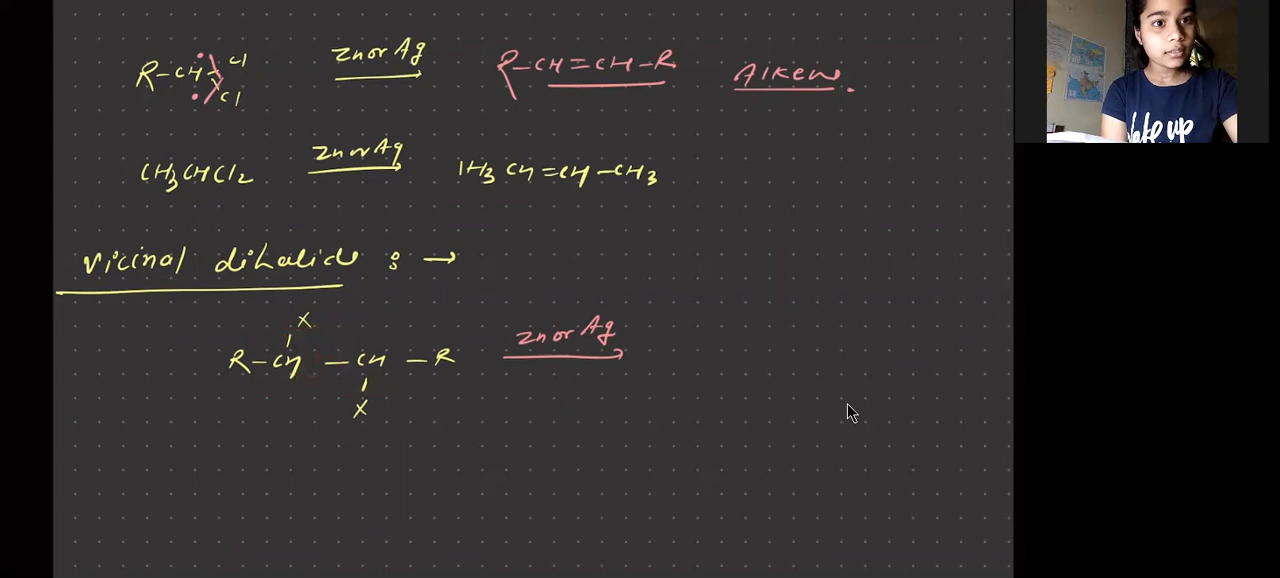 R-CH Cl Cl Zn or Ag R-CH=CH-R Alkene.
CH3CHCl2 Zn or Ag CH3 CH=CH-CH3
vicinal dihalide : →
X
R-CH - CH - R Zn or Ag
X
Wake up